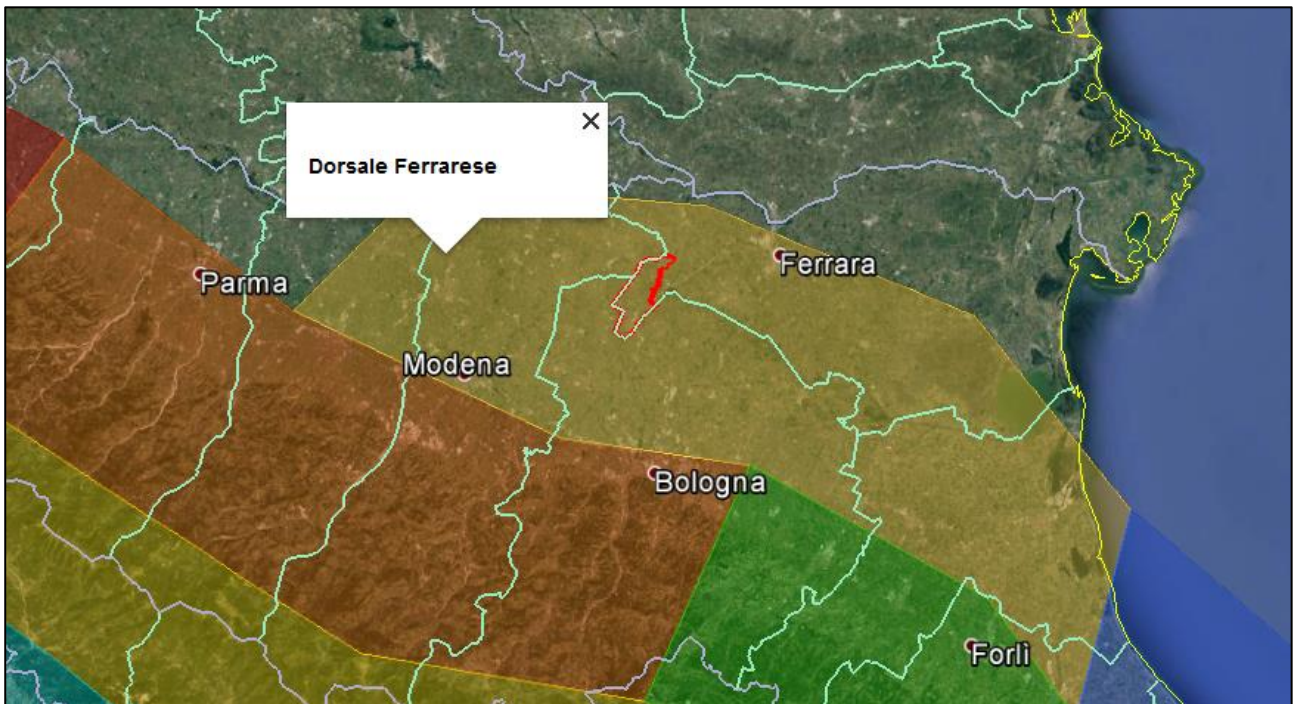 Dorsale Ferrarese
Ferrara
Parma
Modena
Bologna
Forlì